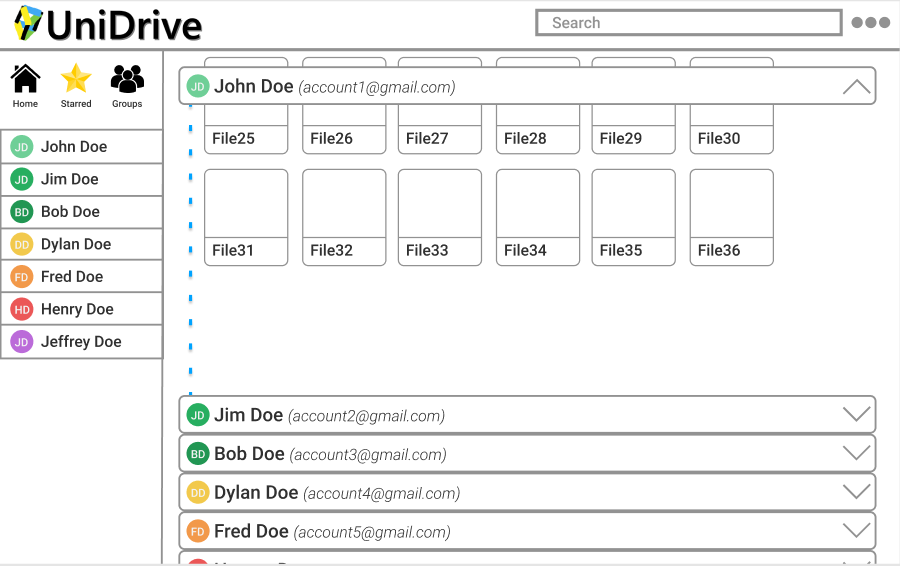 UniDrive
Search
Home Starred Groups
John Doe
Jim Doe
Bob Doe
Dylan Doe
Fred Doe
Henry Doe
Jeffrey Doe
JD
JD
BD
DD
FD
HD
JD
JD John Doe (account1@gmail.com)
File25 File26 File27 File28 File29 File30
File31 File32 File33 File34 File35 File36
JD Jim Doe (account2@gmail.com)
BD Bob Doe (account3@gmail.com)
DD Dylan Doe (account4@gmail.com)
FD Fred Doe (account5@gmail.com)